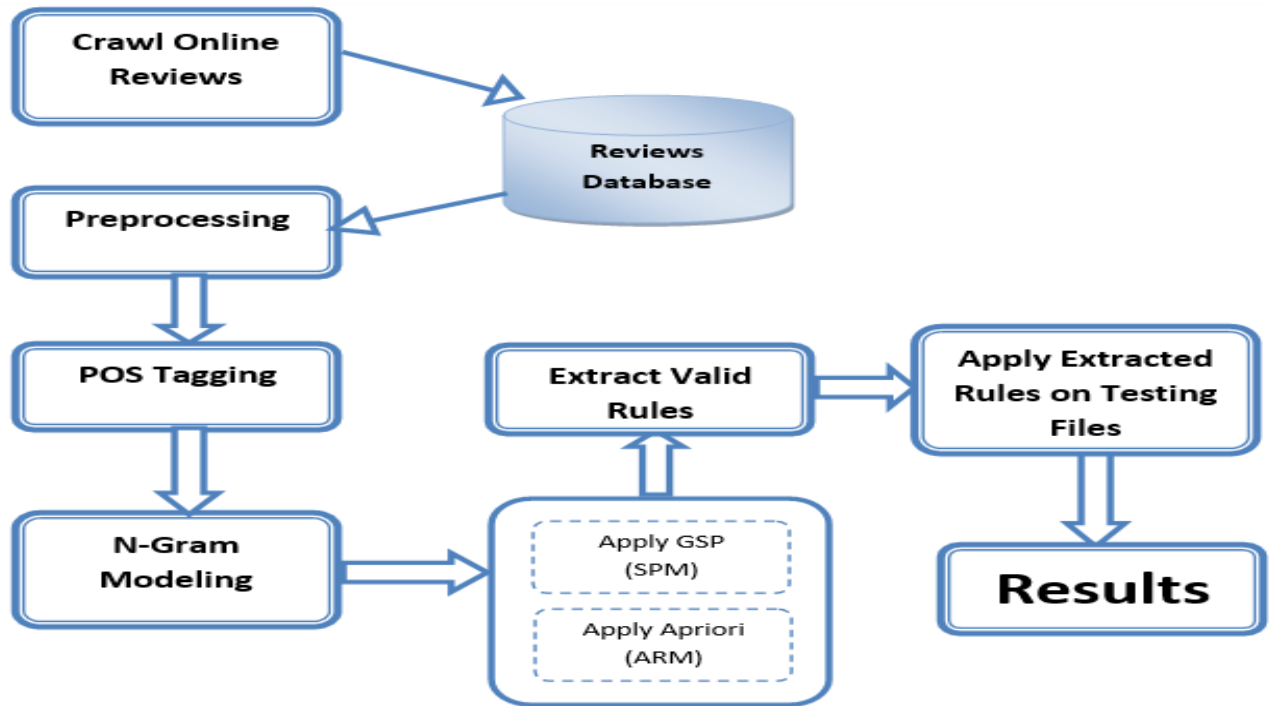 Crawl Online
Reviews
Reviews
Database
Preprocessing
POS Tagging
N-Gram
Modeling
Apply GSP
(SPM)
Apply Apriori
(ARM)
Extract Valid
Rules
Apply Extracted
Rules on Testing
Files
Results